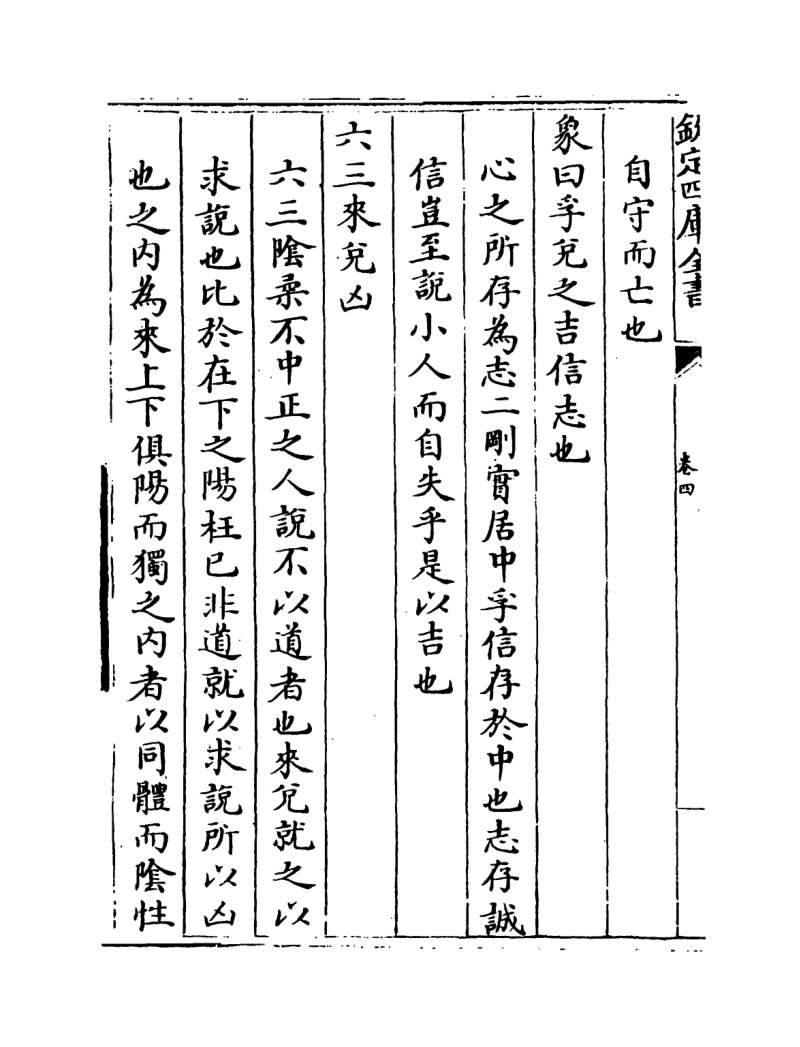 欽定四庫全書
卷四
自守而亡也
象曰孚兌之吉信志也
心之所存為志二剛實居中孚信存於中也志存誠
信豈至說小人而自失乎是以吉也
六三來兌凶
六三陰柔不中正之人說不以道者也來兌就之以
求說也比於在下之陽枉已非道就以求說所以凶
也之內為來上下俱陽而獨之內者以同體而陰性